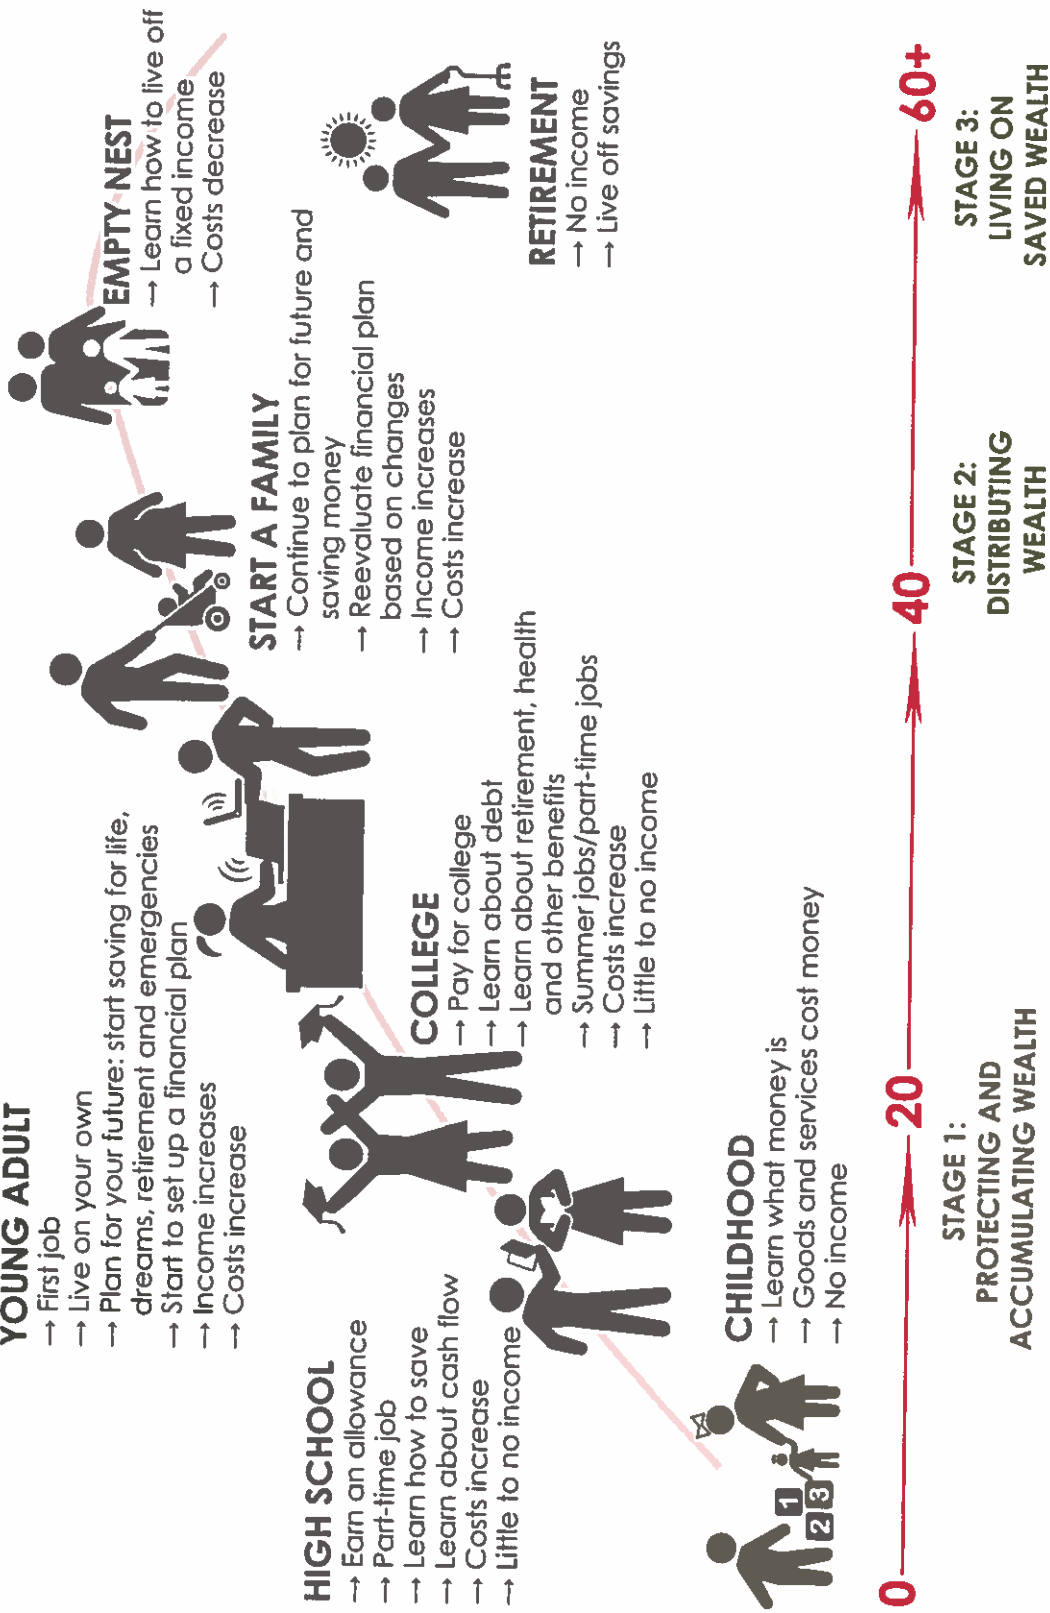 YOUNG ADULT
→ First job
→ Live on your own
→ Plan for your future: start saving for life,
dreams, retirement and emergencies
→ Start to set up a financial plan
→ Income increases
→ Costs increase
EMPTY NEST
→ Learn how to live off
a fixed income
→ Costs decrease
HIGH SCHOOL
→ Earn an allowance
→ Part-time job
→ Learn how to save
→ Learn about cash flow
→ Costs increase
→ Little to no income
START A FAMILY
→ Continue to plan for future and
saving money
→ Reevaluate financial plan
based on changes
→ Income increases
→ Costs increase
COLLEGE
→ Pay for college
→ Learn about debt
→ Learn about retirement, health
and other benefits
→ Summer jobs/part-time jobs
→ Costs increase
→ Little to no income
RETIREMENT
→ No income
→ Live off savings
CHILDHOOD
→ Learn what money is
→ Goods and services cost money
→ No income
1
2 3
0 20 40 60+
STAGE 1:
PROTECTING AND
ACCUMULATING WEALTH
STAGE 2:
DISTRIBUTING
WEALTH
STAGE 3:
LIVING ON
SAVED WEALTH